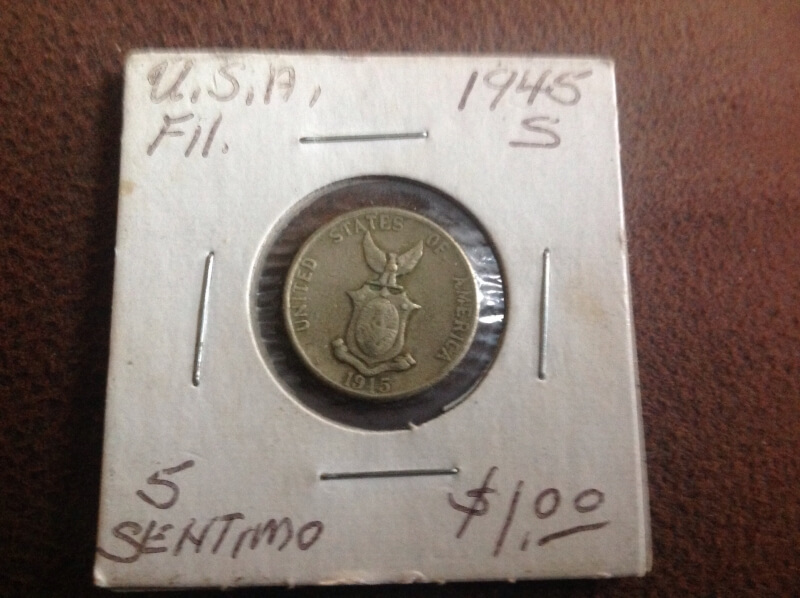 U.S.A. 1945
Fil. S
UNITED STATES OF AMERICA
1945
5
SENTIMO $1.00